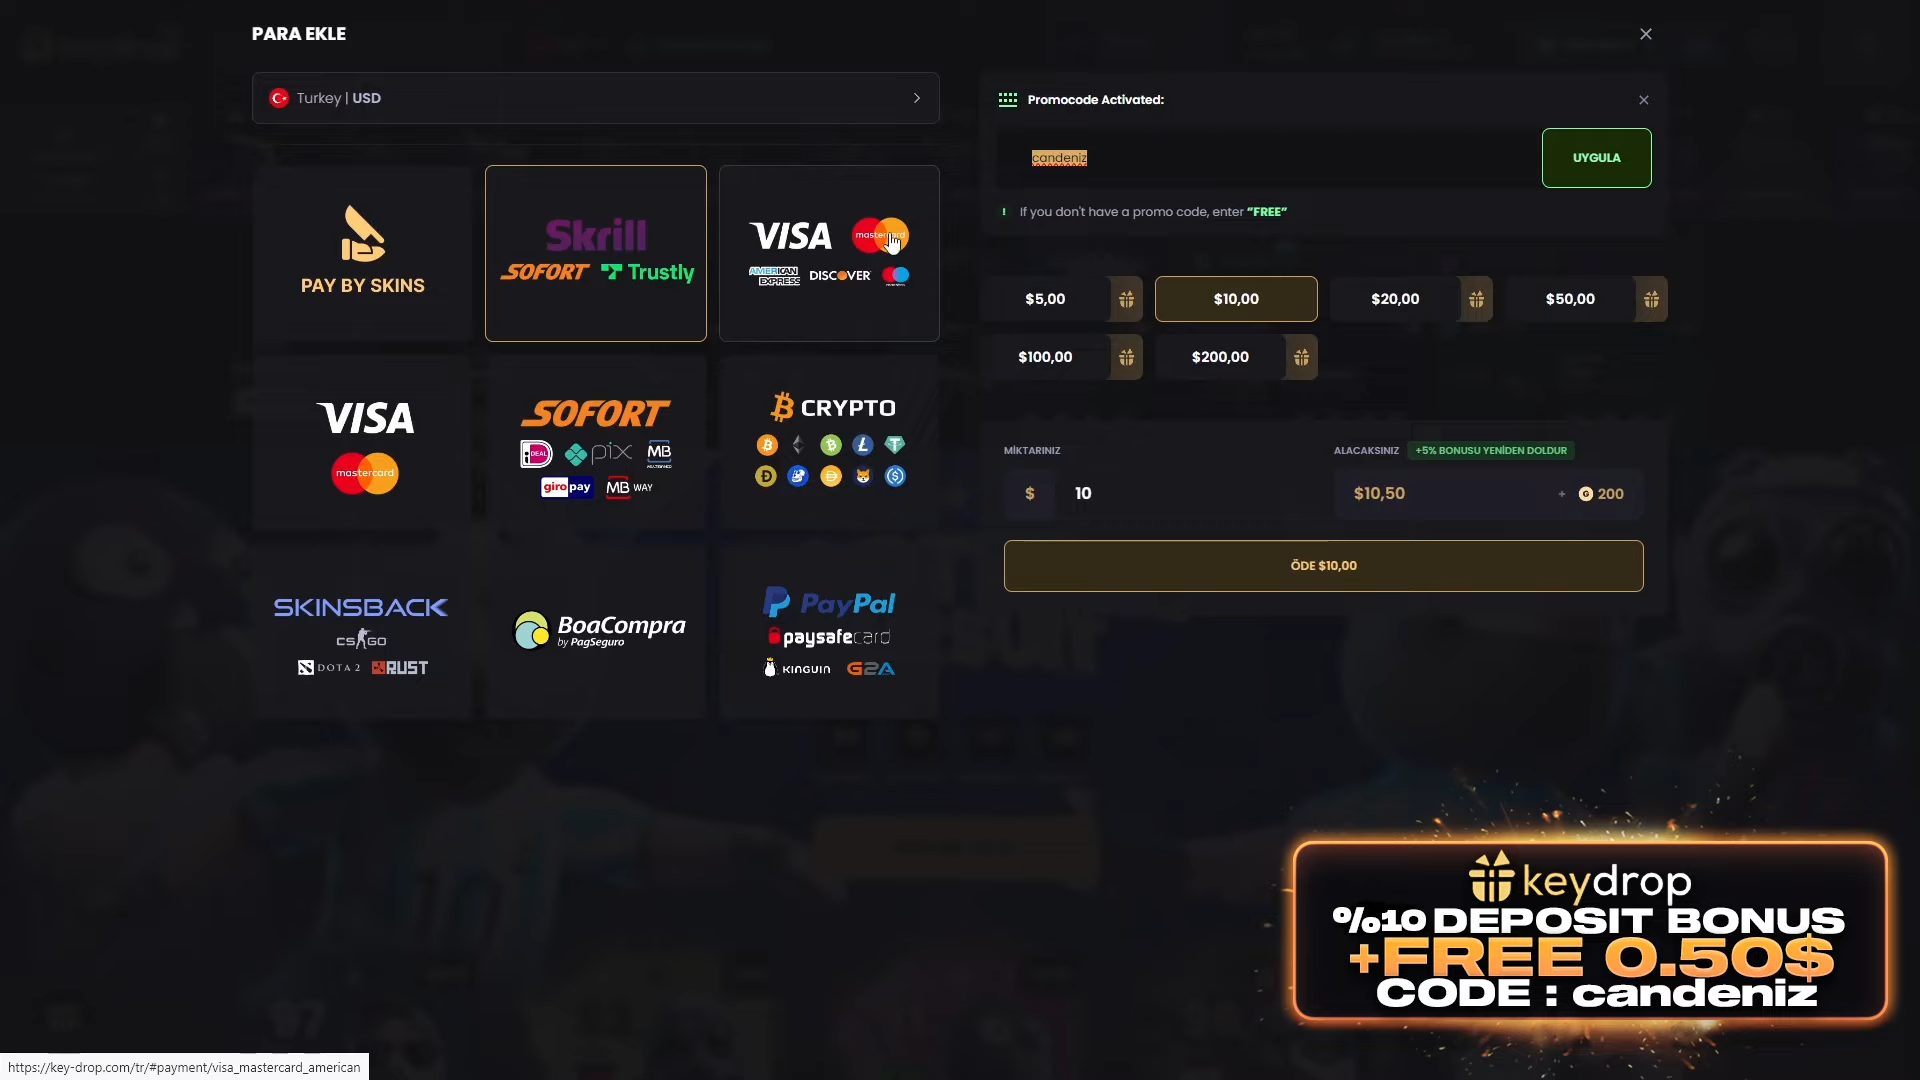 PARA EKLE
Turkey | USD
PAY BY SKINS
Skrill
SOFORT Trustly
VISA mastercard
AMERICAN EXPRESS DISCOVER
VISA
mastercard
SOFORT
iDEAL pix MB
giropay MB WAY
CRYPTO
SKINSBACK
CS GO
DOTA 2 RUST
BoaCompra
by PagSeguro
PayPal
paysafecard
KINGUIN G2A
Promocode Activated:
candeniz
UYGULA
! If you don't have a promo code, enter "FREE"
$5,00 $10,00 $20,00 $50,00
$100,00 $200,00
MİKTARINIZ
$ 10
ALACAKSINIZ +5% BONUSU YENİDEN DOLDUR
$10,50 + G 200
ÖDE $10,00
keydrop
%10 DEPOSIT BONUS
+FREE 0.50$
CODE : candeniz
https://key-drop.com/tr/#payment/visa_mastercard_american